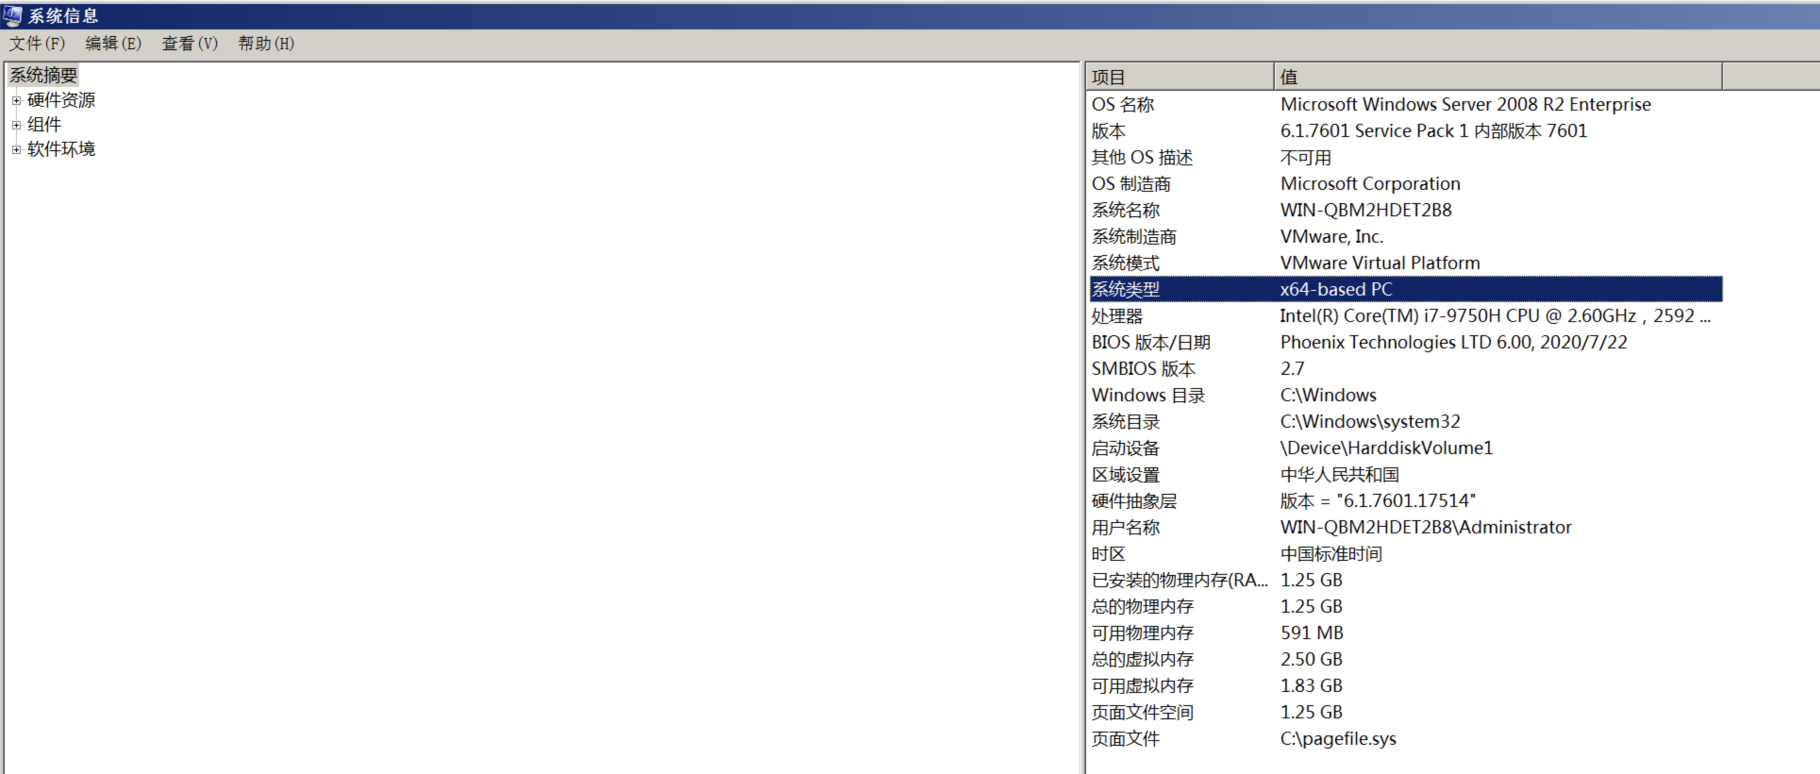 系统信息
文件(F) 编辑(E) 查看(V) 帮助(H)
系统摘要
硬件资源
组件
软件环境
项目 值
OS 名称 Microsoft Windows Server 2008 R2 Enterprise
版本 6.1.7601 Service Pack 1 内部版本 7601
其他 OS 描述 不可用
OS 制造商 Microsoft Corporation
系统名称 WIN-QBM2HDET2B8
系统制造商 VMware, Inc.
系统模式 VMware Virtual Platform
系统类型 x64-based PC
处理器 Intel(R) Core(TM) i7-9750H CPU @ 2.60GHz，2592 ...
BIOS 版本/日期 Phoenix Technologies LTD 6.00, 2020/7/22
SMBIOS 版本 2.7
Windows 目录 C:\Windows
系统目录 C:\Windows\system32
启动设备 \Device\HarddiskVolume1
区域设置 中华人民共和国
硬件抽象层 版本 = "6.1.7601.17514"
用户名称 WIN-QBM2HDET2B8\Administrator
时区 中国标准时间
已安装的物理内存(RA... 1.25 GB
总的物理内存 1.25 GB
可用物理内存 591 MB
总的虚拟内存 2.50 GB
可用虚拟内存 1.83 GB
页面文件空间 1.25 GB
页面文件 C:\pagefile.sys